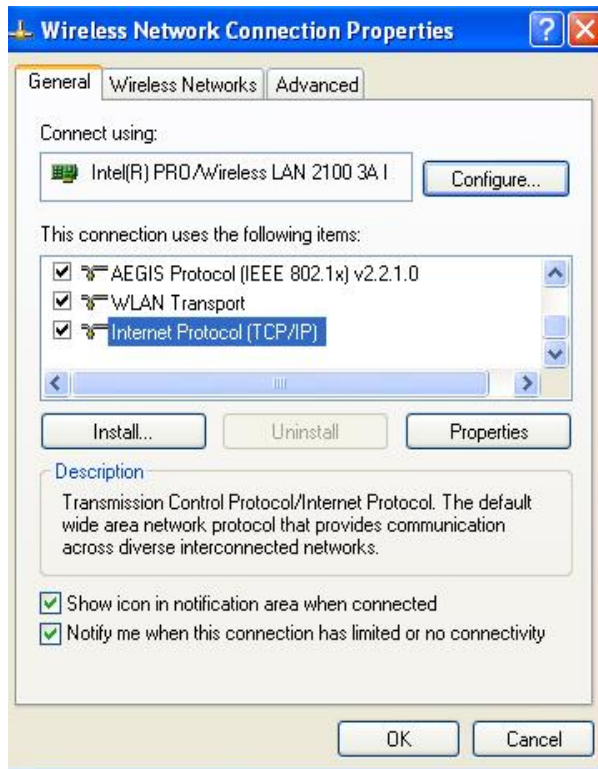 Wireless Network Connection Properties
General Wireless Networks Advanced
Connect using:
Intel(R) PRO/Wireless LAN 2100 3A I
Configure...
This connection uses the following items:
AEGIS Protocol (IEEE 802.1x) v2.2.1.0
WLAN Transport
Internet Protocol (TCP/IP)
Install... Uninstall Properties
Description
Transmission Control Protocol/Internet Protocol. The default
wide area network protocol that provides communication
across diverse interconnected networks.
Show icon in notification area when connected
Notify me when this connection has limited or no connectivity
OK Cancel